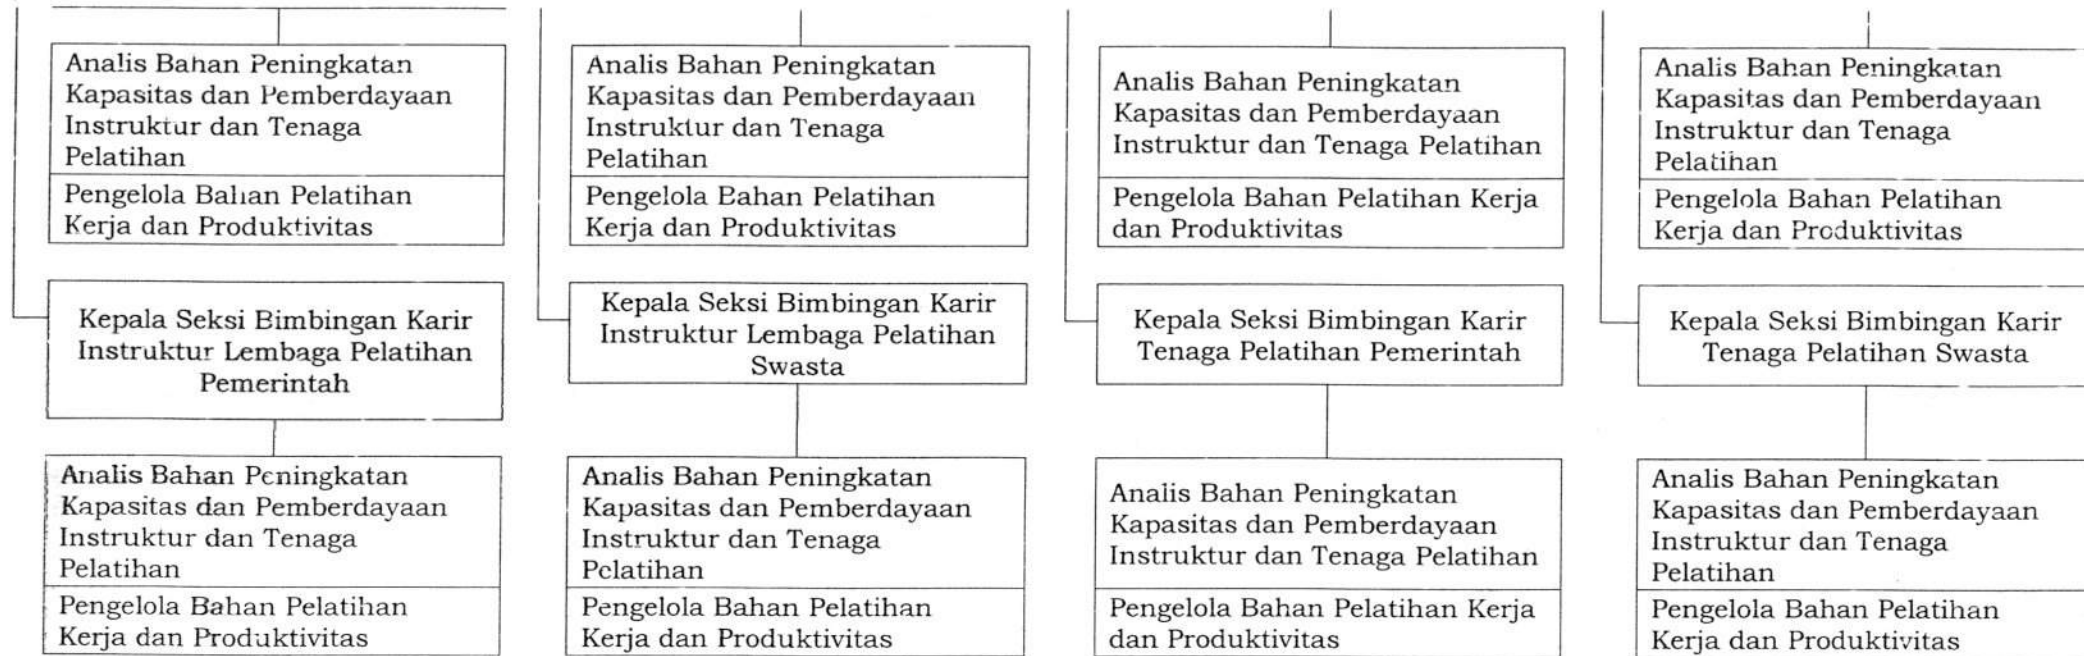 Analis Bahan Peningkatan
Kapasitas dan Pemberdayaan
Instruktur dan Tenaga
Pelatihan
Pengelola Bahan Pelatihan
Kerja dan Produktivitas
Analis Bahan Peningkatan
Kapasitas dan Pemberdayaan
Instruktur dan Tenaga
Pelatihan
Pengelola Bahan Pelatihan
Kerja dan Produktivitas
Analis Bahan Peningkatan
Kapasitas dan Pemberdayaan
Instruktur dan Tenaga Pelatihan
Pengelola Bahan Pelatihan Kerja
dan Produktivitas
Analis Bahan Peningkatan
Kapasitas dan Pemberdayaan
Instruktur dan Tenaga
Pelatihan
Pengelola Bahan Pelatihan
Kerja dan Produktivitas
Kepala Seksi Bimbingan Karir
Instruktur Lembaga Pelatihan
Pemerintah
Kepala Seksi Bimbingan Karir
Instruktur Lembaga Pelatihan
Swasta
Kepala Seksi Bimbingan Karir
Tenaga Pelatihan Pemerintah
Kepala Seksi Bimbingan Karir
Tenaga Pelatihan Swasta
Analis Bahan Peningkatan
Kapasitas dan Pemberdayaan
Instruktur dan Tenaga
Pelatihan
Pengelola Bahan Pelatihan
Kerja dan Produktivitas
Analis Bahan Peningkatan
Kapasitas dan Pemberdayaan
Instruktur dan Tenaga
Pelatihan
Pengelola Bahan Pelatihan
Kerja dan Produktivitas
Analis Bahan Peningkatan
Kapasitas dan Pemberdayaan
Instruktur dan Tenaga Pelatihan
Pengelola Bahan Pelatihan Kerja
dan Produktivitas
Analis Bahan Peningkatan
Kapasitas dan Pemberdayaan
Instruktur dan Tenaga
Pelatihan
Pengelola Bahan Pelatihan
Kerja dan Produktivitas